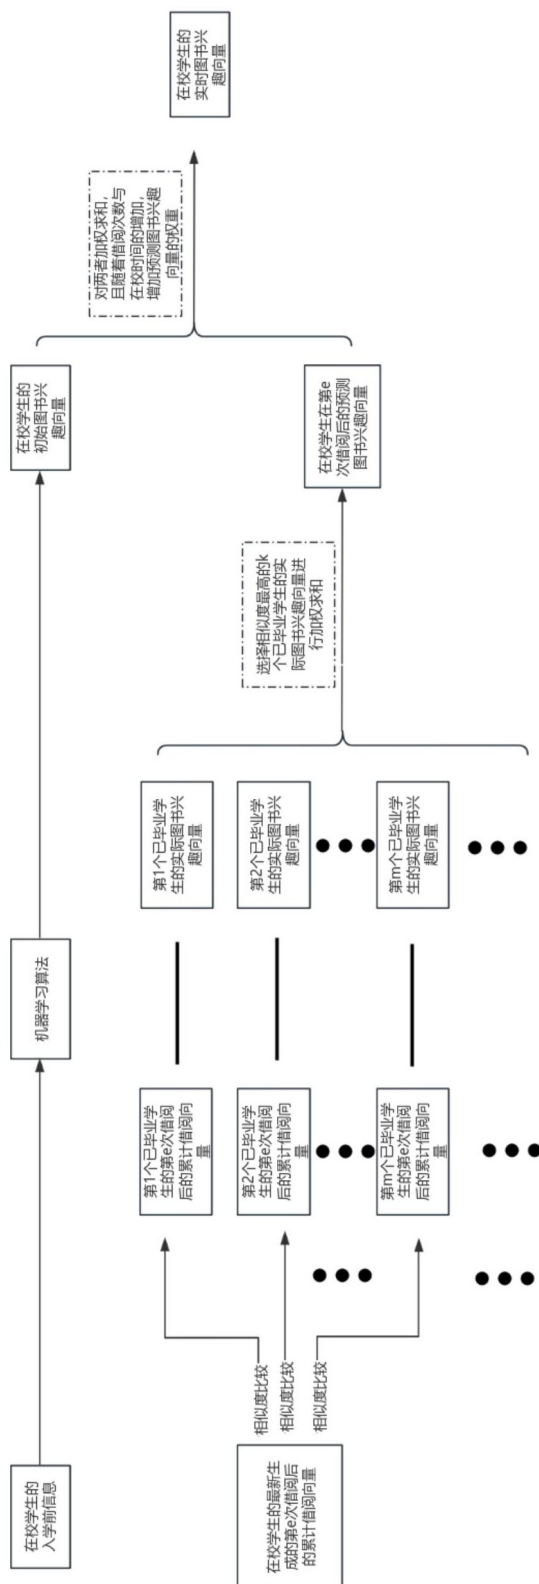 在校学生的
入学前信息
机器学习算法
在校学生的
初始图书兴
趣向量
对两者加权求和,
且随着借阅次数与
在校时间的增加,
增加预测图书兴趣
向量的权重
在校学生的
实时图书兴
趣向量
在校学生的最新生
成的第e次借阅后
的累计借阅向量
相似度比较
相似度比较
相似度比较
第1个已毕业学
生的第e次借阅
后的累计借阅向
量
第2个已毕业学
生的第e次借阅
后的累计借阅向
量
第m个已毕业学
生的第e次借阅
后的累计借阅向
量
第1个已毕业学
生的实际图书兴
趣向量
第2个已毕业学
生的实际图书兴
趣向量
第m个已毕业学
生的实际图书兴
趣向量
选择相似度最高的k
个已毕业学生的实
际图书兴趣向量进
行加权求和
在校学生在第e
次借阅后的预测
图书兴趣向量